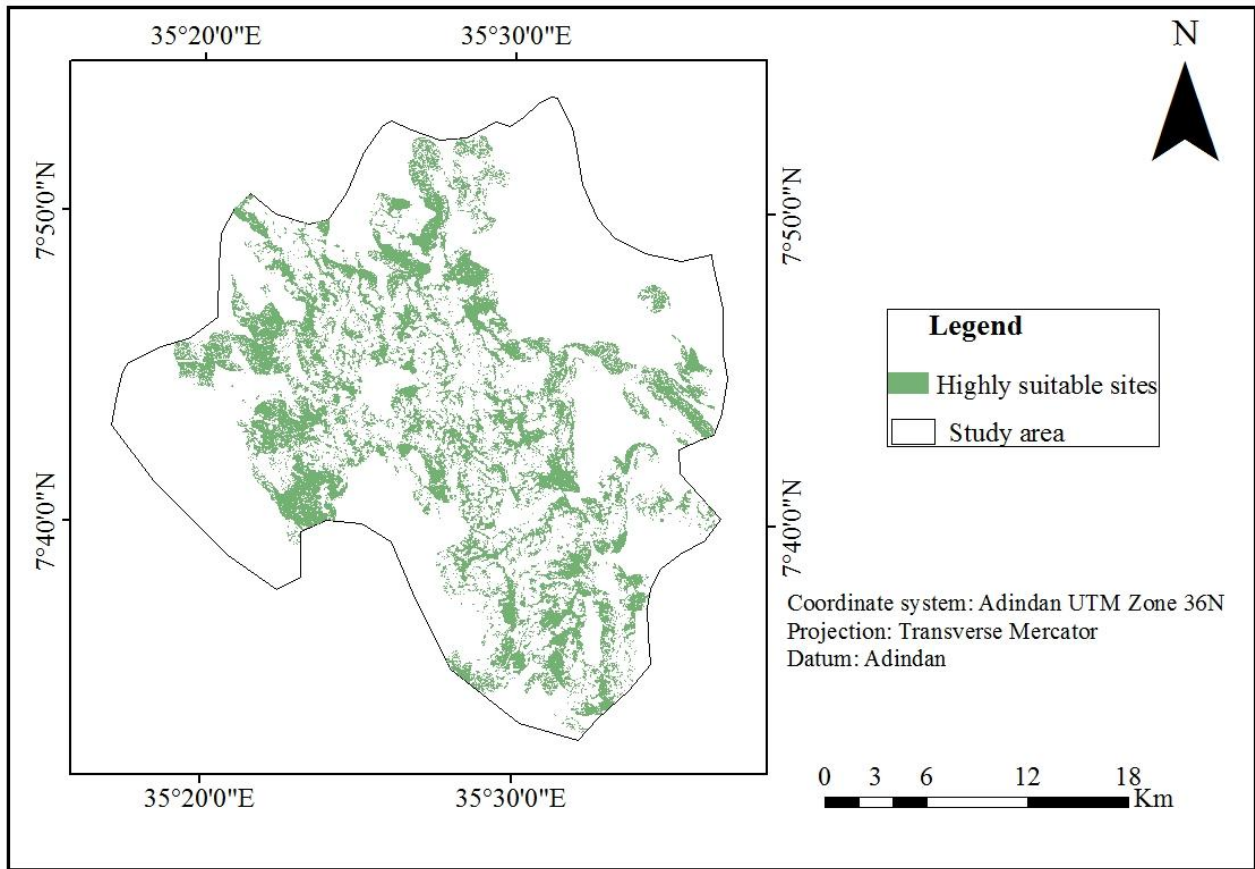 35°20'0"E 35°30'0"E
N
7°50'0"N
7°50'0"N
Legend
Highly suitable sites
Study area
7°40'0"N
7°40'0"N
Coordinate system: Adindan UTM Zone 36N
Projection: Transverse Mercator
Datum: Adindan
0 3 6 12 18
Km
35°20'0"E 35°30'0"E